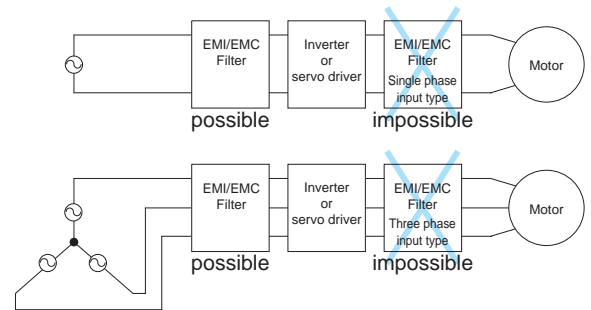 EMI/EMC
Filter
Inverter
or
servo driver
EMI/EMC
Filter
Single phase
input type
Motor
possible
impossible
EMI/EMC
Filter
Inverter
or
servo driver
EMI/EMC
Filter
Three phase
input type
Motor
possible
impossible